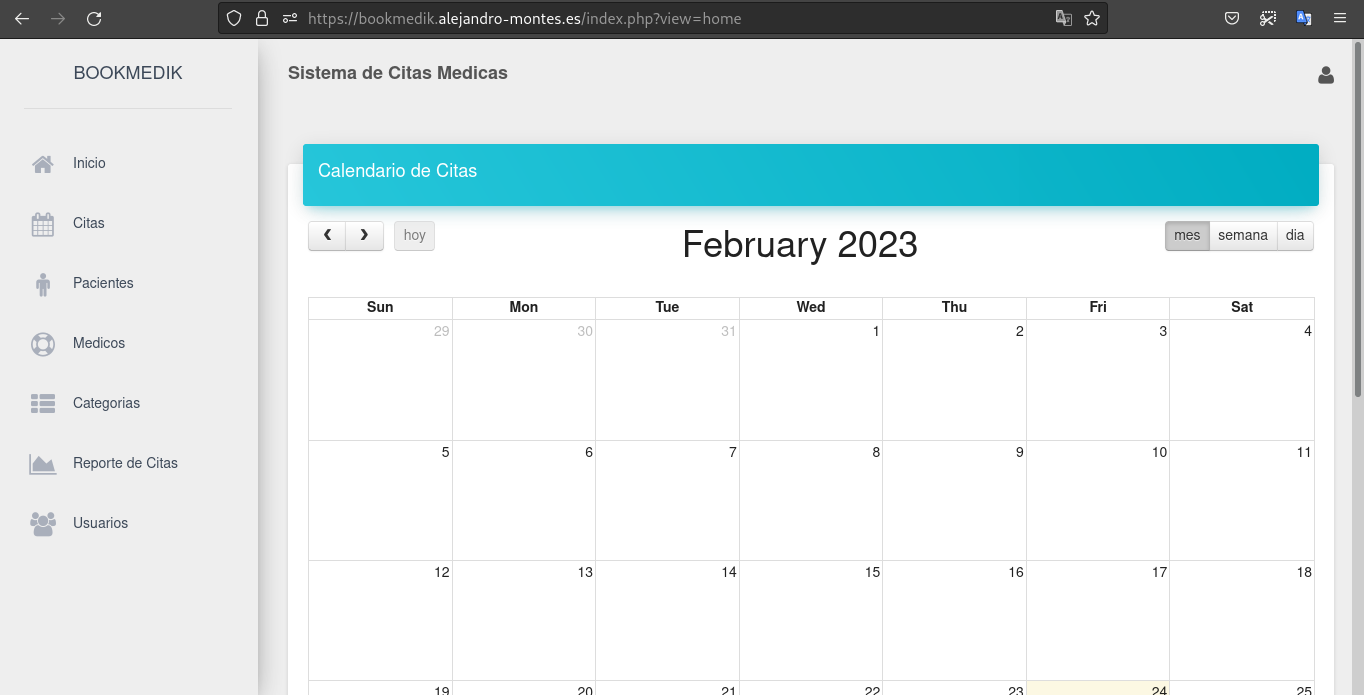 https://bookmedik.alejandro-montes.es/index.php?view=home
BOOKMEDIK
Inicio
Citas
Pacientes
Medicos
Categorias
Reporte de Citas
Usuarios
Sistema de Citas Medicas
Calendario de Citas
hoy February 2023 mes semana dia
Sun Mon Tue Wed Thu Fri Sat
29 30 31 1 2 3 4
5 6 7 8 9 10 11
12 13 14 15 16 17 18
19 20 21 22 23 24 25